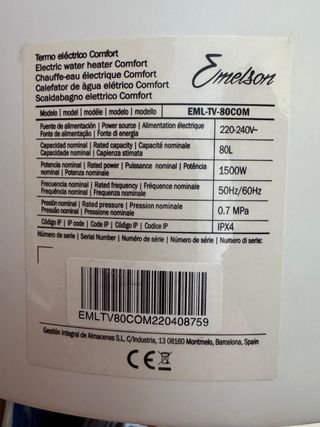 Termo eléctrico Comfort
Electric water heater Comfort
Chauffe-eau électrique Comfort
Calefator de àgua elétrico Comfort
Scaldabagno elettrico Comfort
Emelson
Modelo | model | modèle | modelo | modello EML-TV-80COM
Fuente de alimentación | Power source | Alimentation électrique
Fonte de alimentação | Fonte di energia
220-240V~
Capacidad nominal | Rated capacity | Capacité nominale
Capacidade nominal | Capienza stimata
80L
Potencia nominal | Rated power | Puissance nominal | Potência
nominal | Potenza nominale
1500W
Frecuencia nominal | Rated frequency | Fréquence nominale
Frequência nominal | Frequenza nominale
50Hz/60Hz
Presión nominal | Rated pressure | Pression nominale
Pressão nominal | Pressione nominale
0.7 MPa
Código IP | IP code | Code IP | Código IP | Codice IP IPX4
Número de serie | Serial Number | Numéro de série | Número de série | Numero di serie:
EMLTV80COM220408759
Gestión Integral de Almacenes S.L, C/Industria, 13 08160 Montmelo, Barcelona, Spain
CE